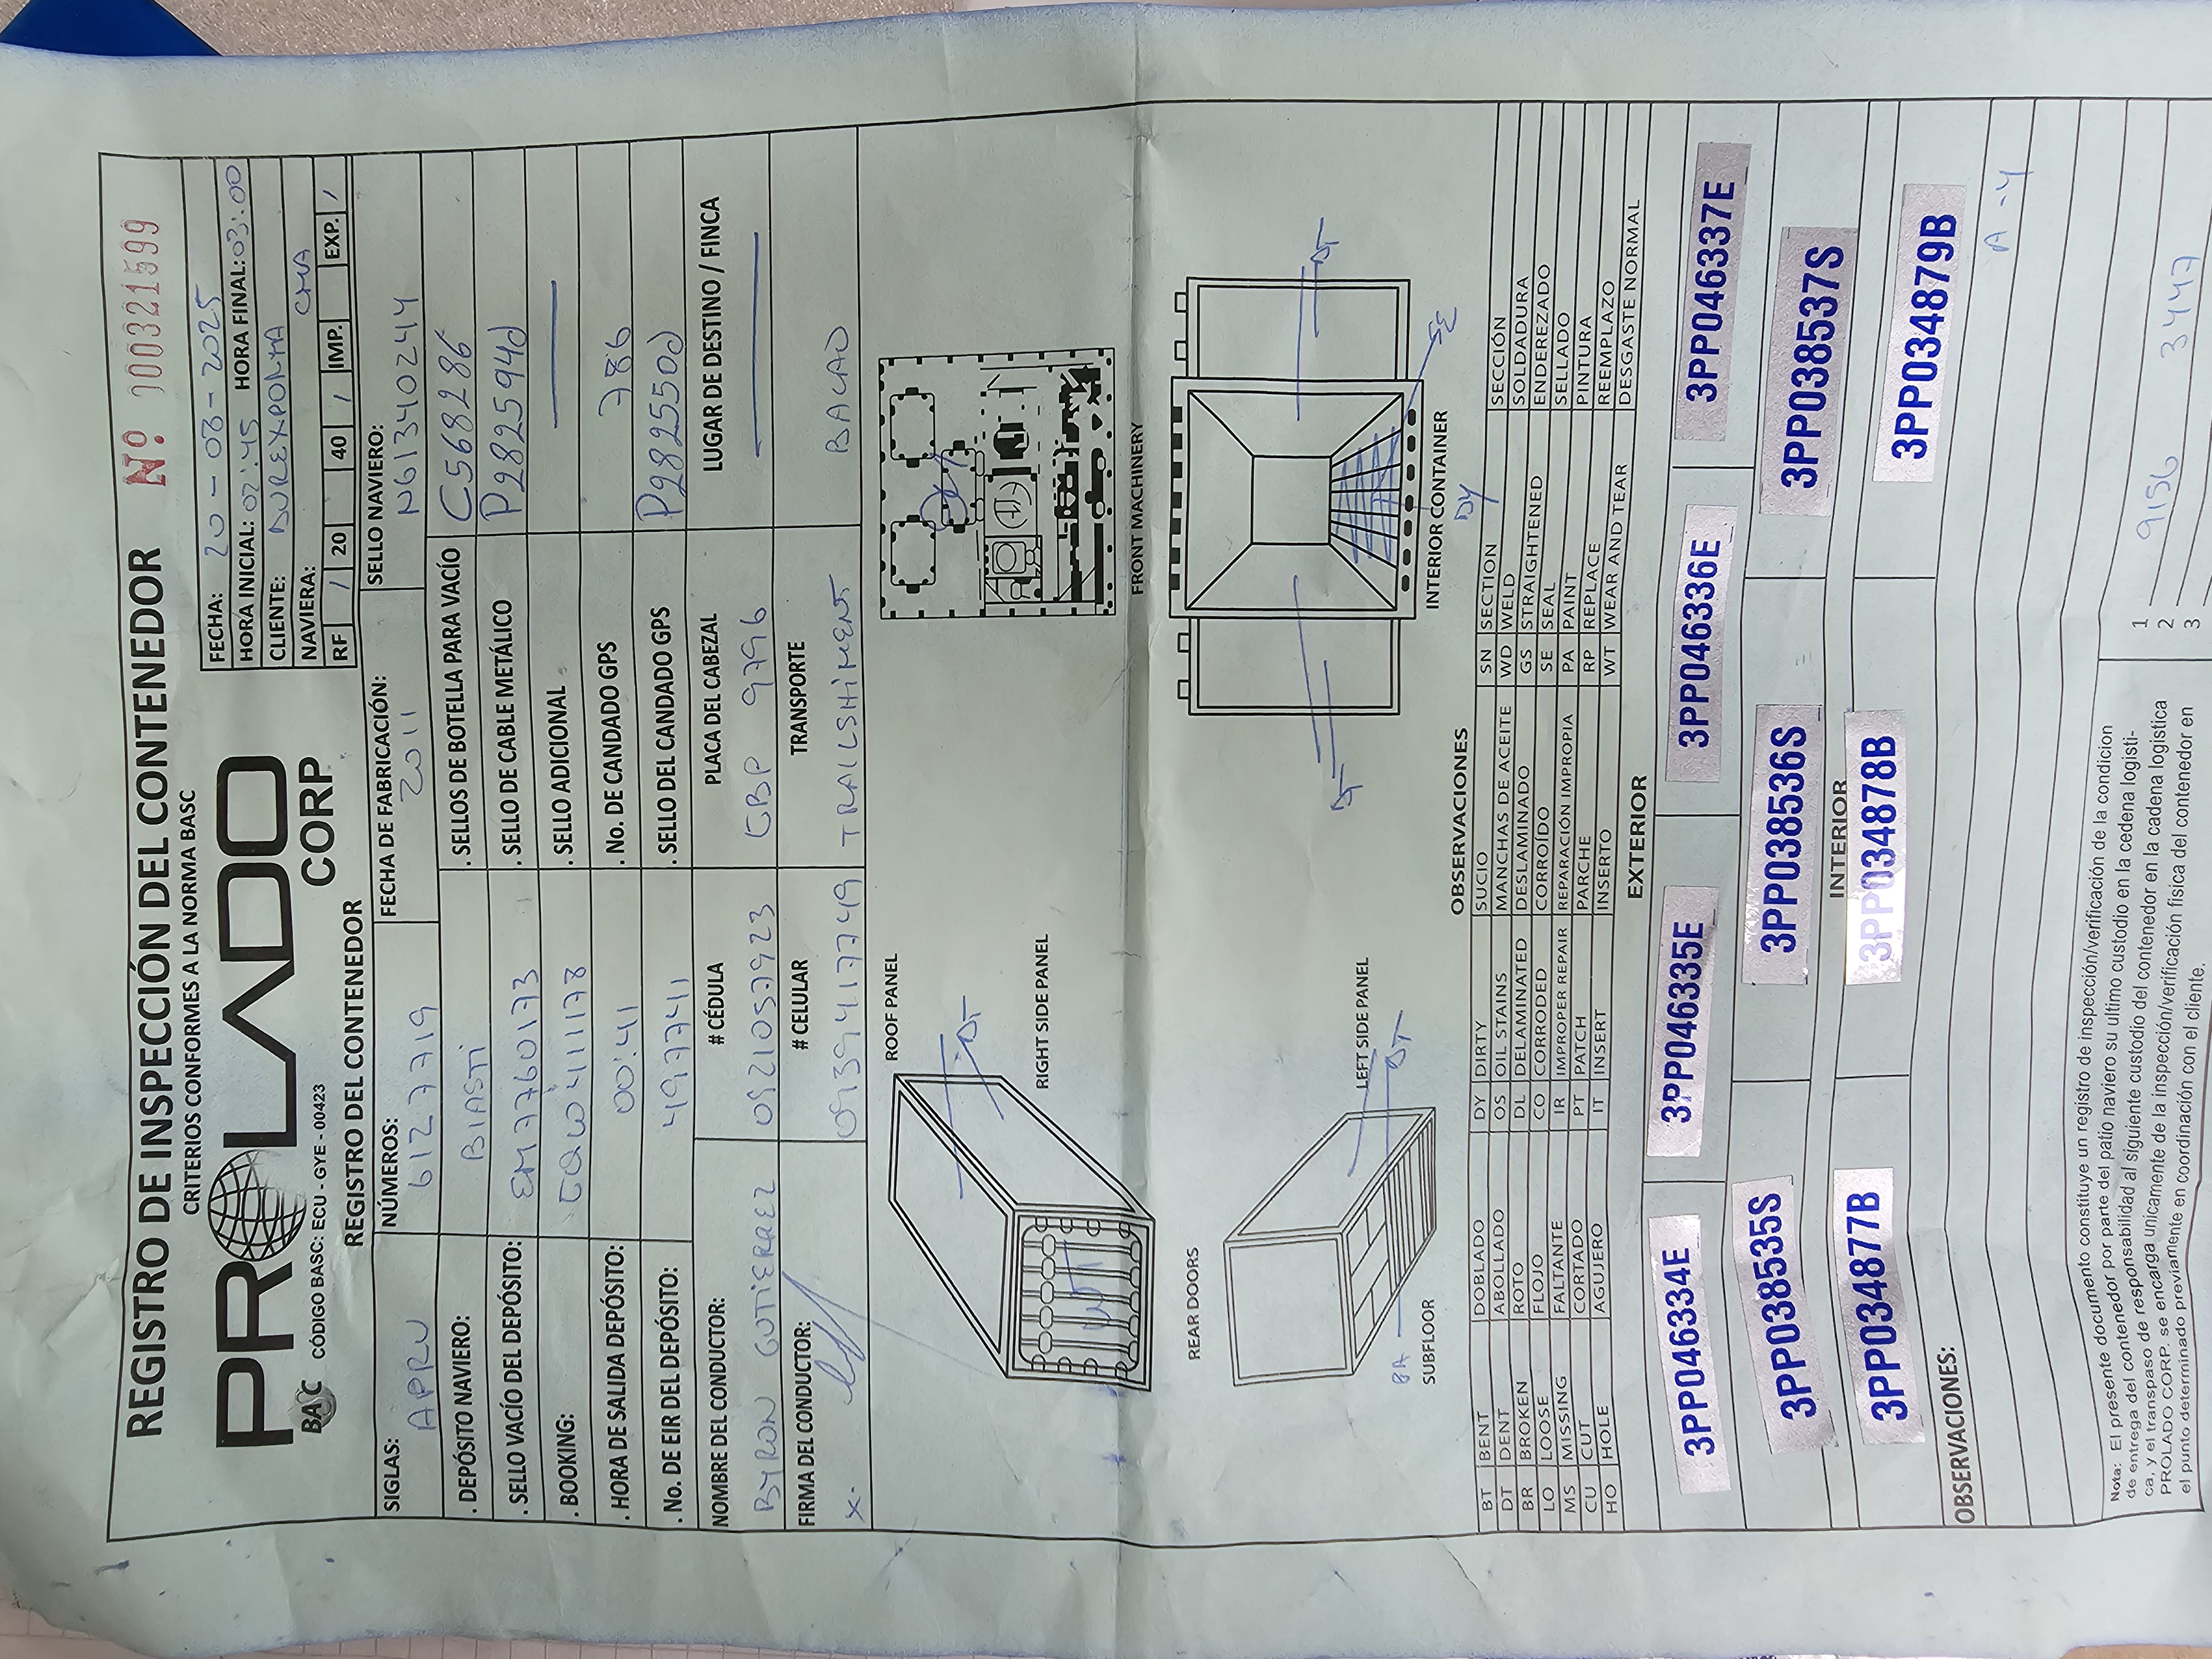 REGISTRO DE INSPECCIÓN DEL CONTENEDOR Nº 000321599
CRITERIOS CONFORMES A LA NORMA BASC
PROLADO
CORP
BASC CÓDIGO BASC: ECU - GYE - 00423
FECHA: 20-08-2025
HORA INICIAL: 02:45 HORA FINAL: 03:00
CLIENTE: DUREXPORTA
NAVIERA: CMA
RF / 20 40 / IMP. EXP. /
REGISTRO DEL CONTENEDOR
SIGLAS: NÚMEROS: FECHA DE FABRICACIÓN: SELLO NAVIERO:
APRU 6127719 2011 N61340244
. DEPÓSITO NAVIERO: . SELLOS DE BOTELLA PARA VACÍO C568286
. SELLO VACÍO DEL DEPÓSITO: EM7760173 . SELLO DE CABLE METÁLICO P282594d
. BOOKING: . SELLO ADICIONAL
. HORA DE SALIDA DEPÓSITO: 00:41 . No. DE CANDADO GPS 786
. No. DE EIR DEL DEPÓSITO: 497741 . SELLO DEL CANDADO GPS P282550d
NOMBRE DEL CONDUCTOR: # CÉDULA PLACA DEL CABEZAL LUGAR DE DESTINO / FINCA
BYRON GUTIERREZ 0921057923 GBP 9796
FIRMA DEL CONDUCTOR: # CELULAR TRANSPORTE
x. 0939417749 BALAO
ROOF PANEL
DT
RIGHT SIDE PANEL
WT
FRONT MACHINERY
REAR DOORS
DT DT
LEFT SIDE PANEL
BA DT
SUBFLOOR
INTERIOR CONTAINER SE
DY
OBSERVACIONES
BT BENT DOBLADO DY DIRTY SUCIO SN SECTION SECCIÓN
DT DENT ABOLLADO OS OIL STAINS MANCHAS DE ACEITE WD WELD SOLDADURA
BR BROKEN ROTO DL DELAMINATED DESLAMINADO GS STRAIGHTENED ENDEREZADO
LO LOOSE FLOJO CO CORRODED CORROÍDO SE SEAL SELLADO
MS MISSING FALTANTE IR IMPROPER REPAIR REPARACIÓN IMPROPIA PA PAINT PINTURA
CU CUT CORTADO PT PATCH PARCHE RP REPLACE REEMPLAZO
HO HOLE AGUJERO IT INSERT INSERTO WT WEAR AND TEAR DESGASTE NORMAL
EXTERIOR
3PP046334E 3PP046335E 3PP046336E 3PP046337E
3PP038535S 3PP038536S 3PP038537S
INTERIOR
3PP034877B 3PP034878B 3PP034879B
OBSERVACIONES:
A-4
Nota: El presente documento constituye un registro de inspección/verificación de la condicion
de entrega del contenedor por parte del patio naviero su ultimo custodio en la cedena logisti-
ca, y el transpaso de responsabilidad al siguiente custodio del contenedor en la cadena logistica
PROLADO CORP. se encarga unicamente de la inspección/verificación fisica del contenedor en
el punto determinado previamente en coordinación con el cliente.
1
2 9156 3447
3